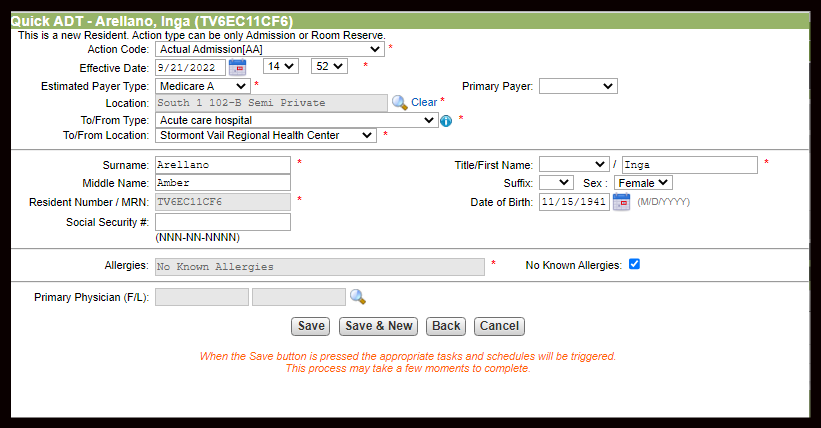 Quick ADT - Arellano, Inga (TV6EC11CF6)
This is a new Resident. Action type can be only Admission or Room Reserve.
Action Code: Actual Admission[AA] *
Effective Date: 9/21/2022 14 52 *
Estimated Payer Type: Medicare A * Primary Payer:
Location: South 1 102-B Semi Private Clear *
To/From Type: Acute care hospital *
To/From Location: Stormont Vail Regional Health Center *
Surname: Arellano * Title/First Name: / Inga *
Middle Name: Amber Suffix: Sex : Female
Resident Number / MRN: TV6EC11CF6 * Date of Birth: 11/15/1941 (M/D/YYYY)
Social Security #:
(NNN-NN-NNNN)
Allergies: No Known Allergies * No Known Allergies:
Primary Physician (F/L):
Save Save & New Back Cancel
When the Save button is pressed the appropriate tasks and schedules will be triggered.
This process may take a few moments to complete.